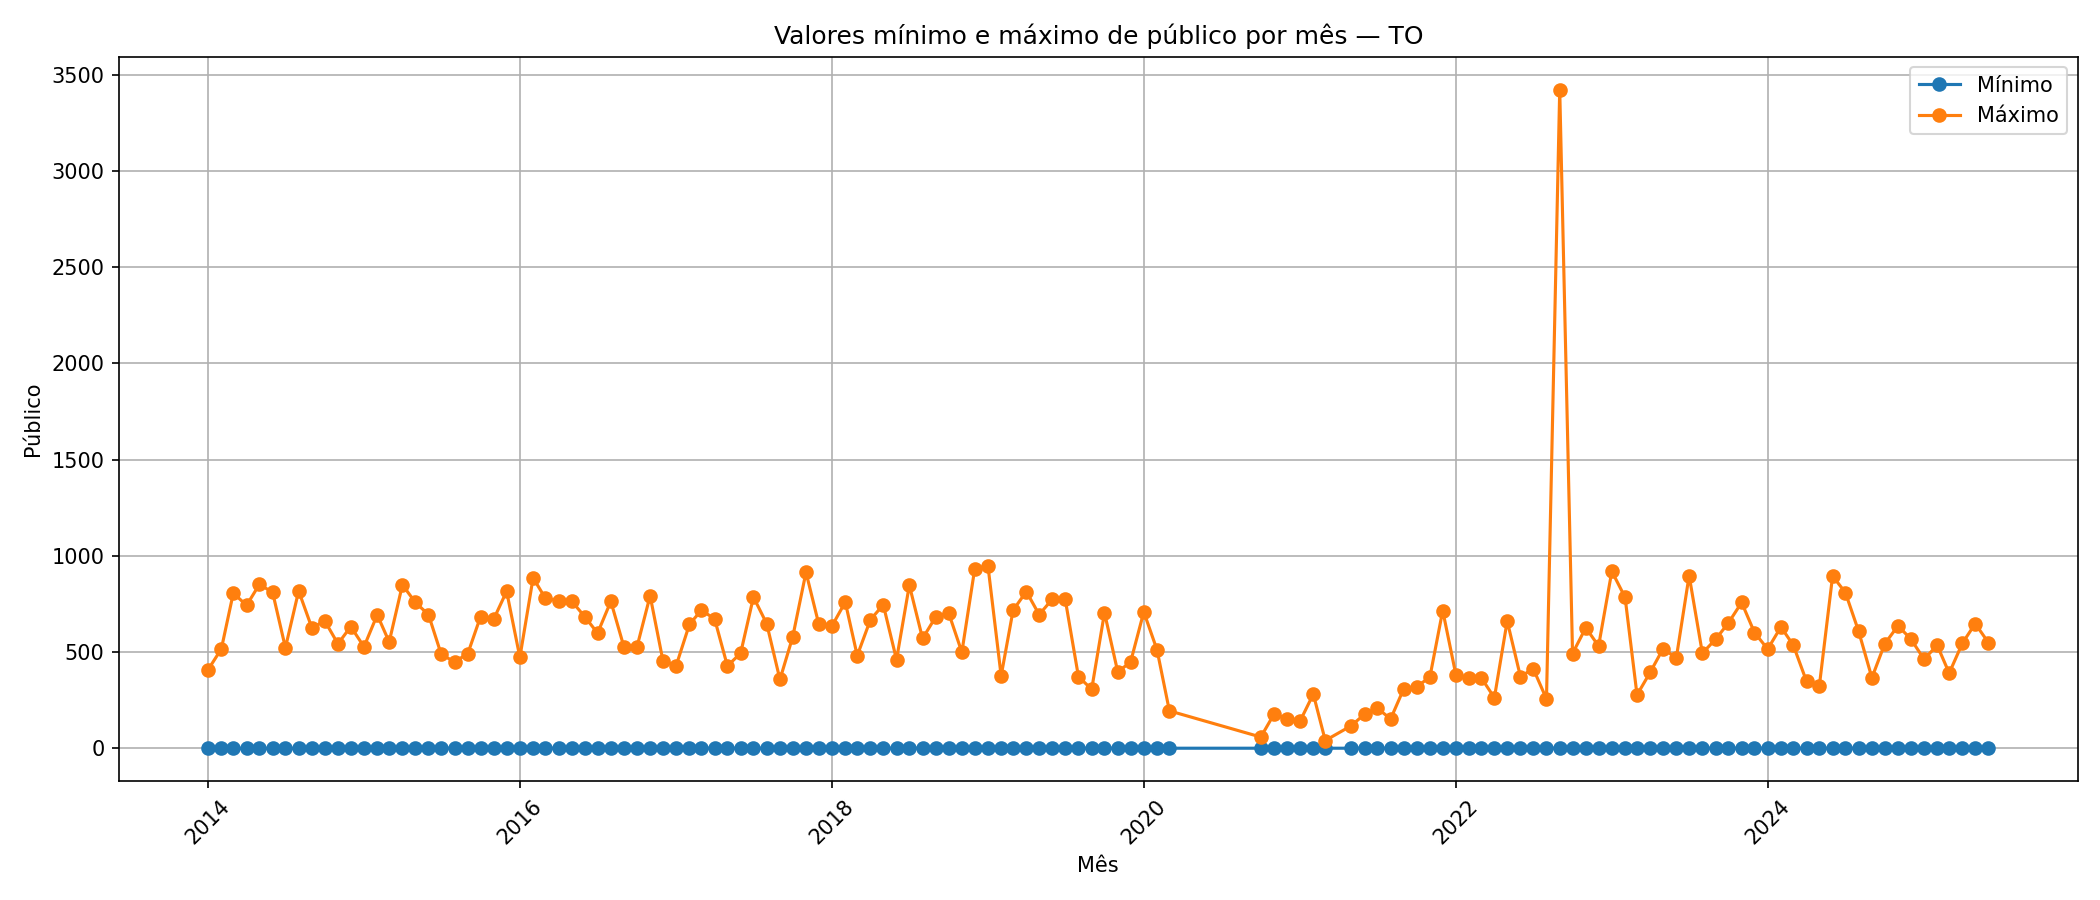 Valores mínimo e máximo de público por mês — TO
Mínimo
Máximo
3500
3000
2500
2000
1500
1000
500
0
Público
2014
2016
2018
2020
2022
2024
Mês